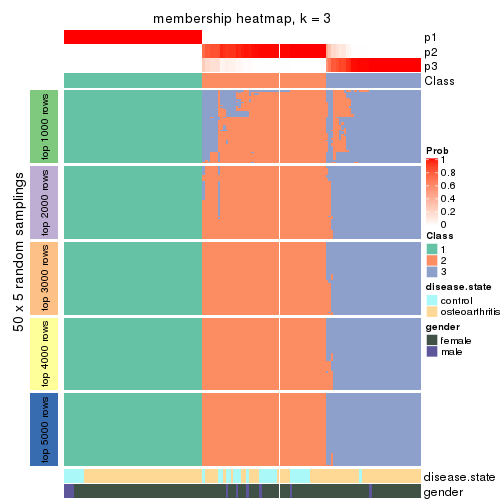 membership heatmap, k = 3
p1
p2
p3
Class
50 x 5 random samplings
top 1000 rows
top 2000 rows
top 3000 rows
top 4000 rows
top 5000 rows
Prob
1
0.8
0.6
0.4
0.2
0
Class
1
2
3
disease.state
control
osteoarthritis
gender
female
male
disease.state
gender